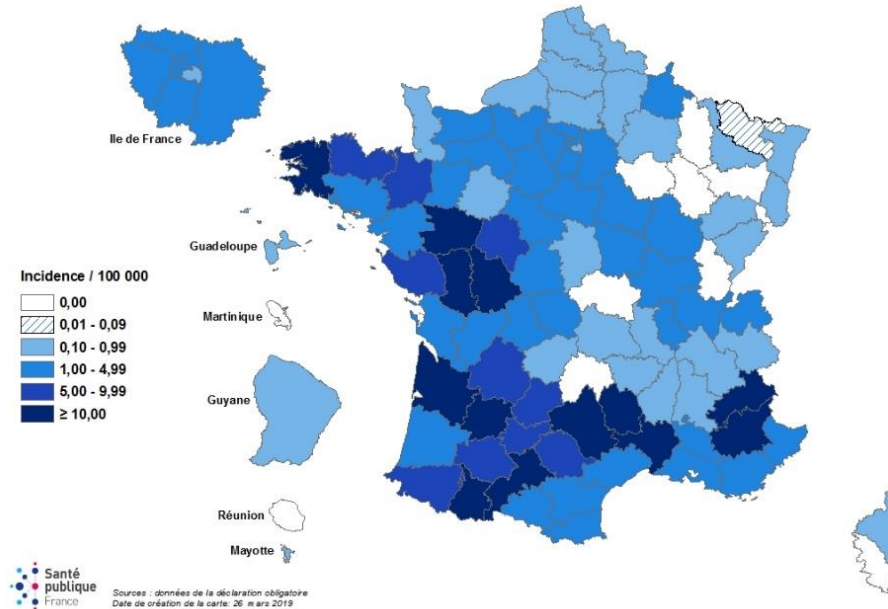 Ile de France
Guadeloupe
Incidence / 100 000
0,00
0,01 - 0,09
0,10 - 0,99
1,00 - 4,99
5,00 - 9,99
≥ 10,00
Martinique
Guyane
Réunion
Mayotte
Santé
publique
France
Sources : données de la déclaration obligatoire
Date de création de la carte: 26 mars 2019